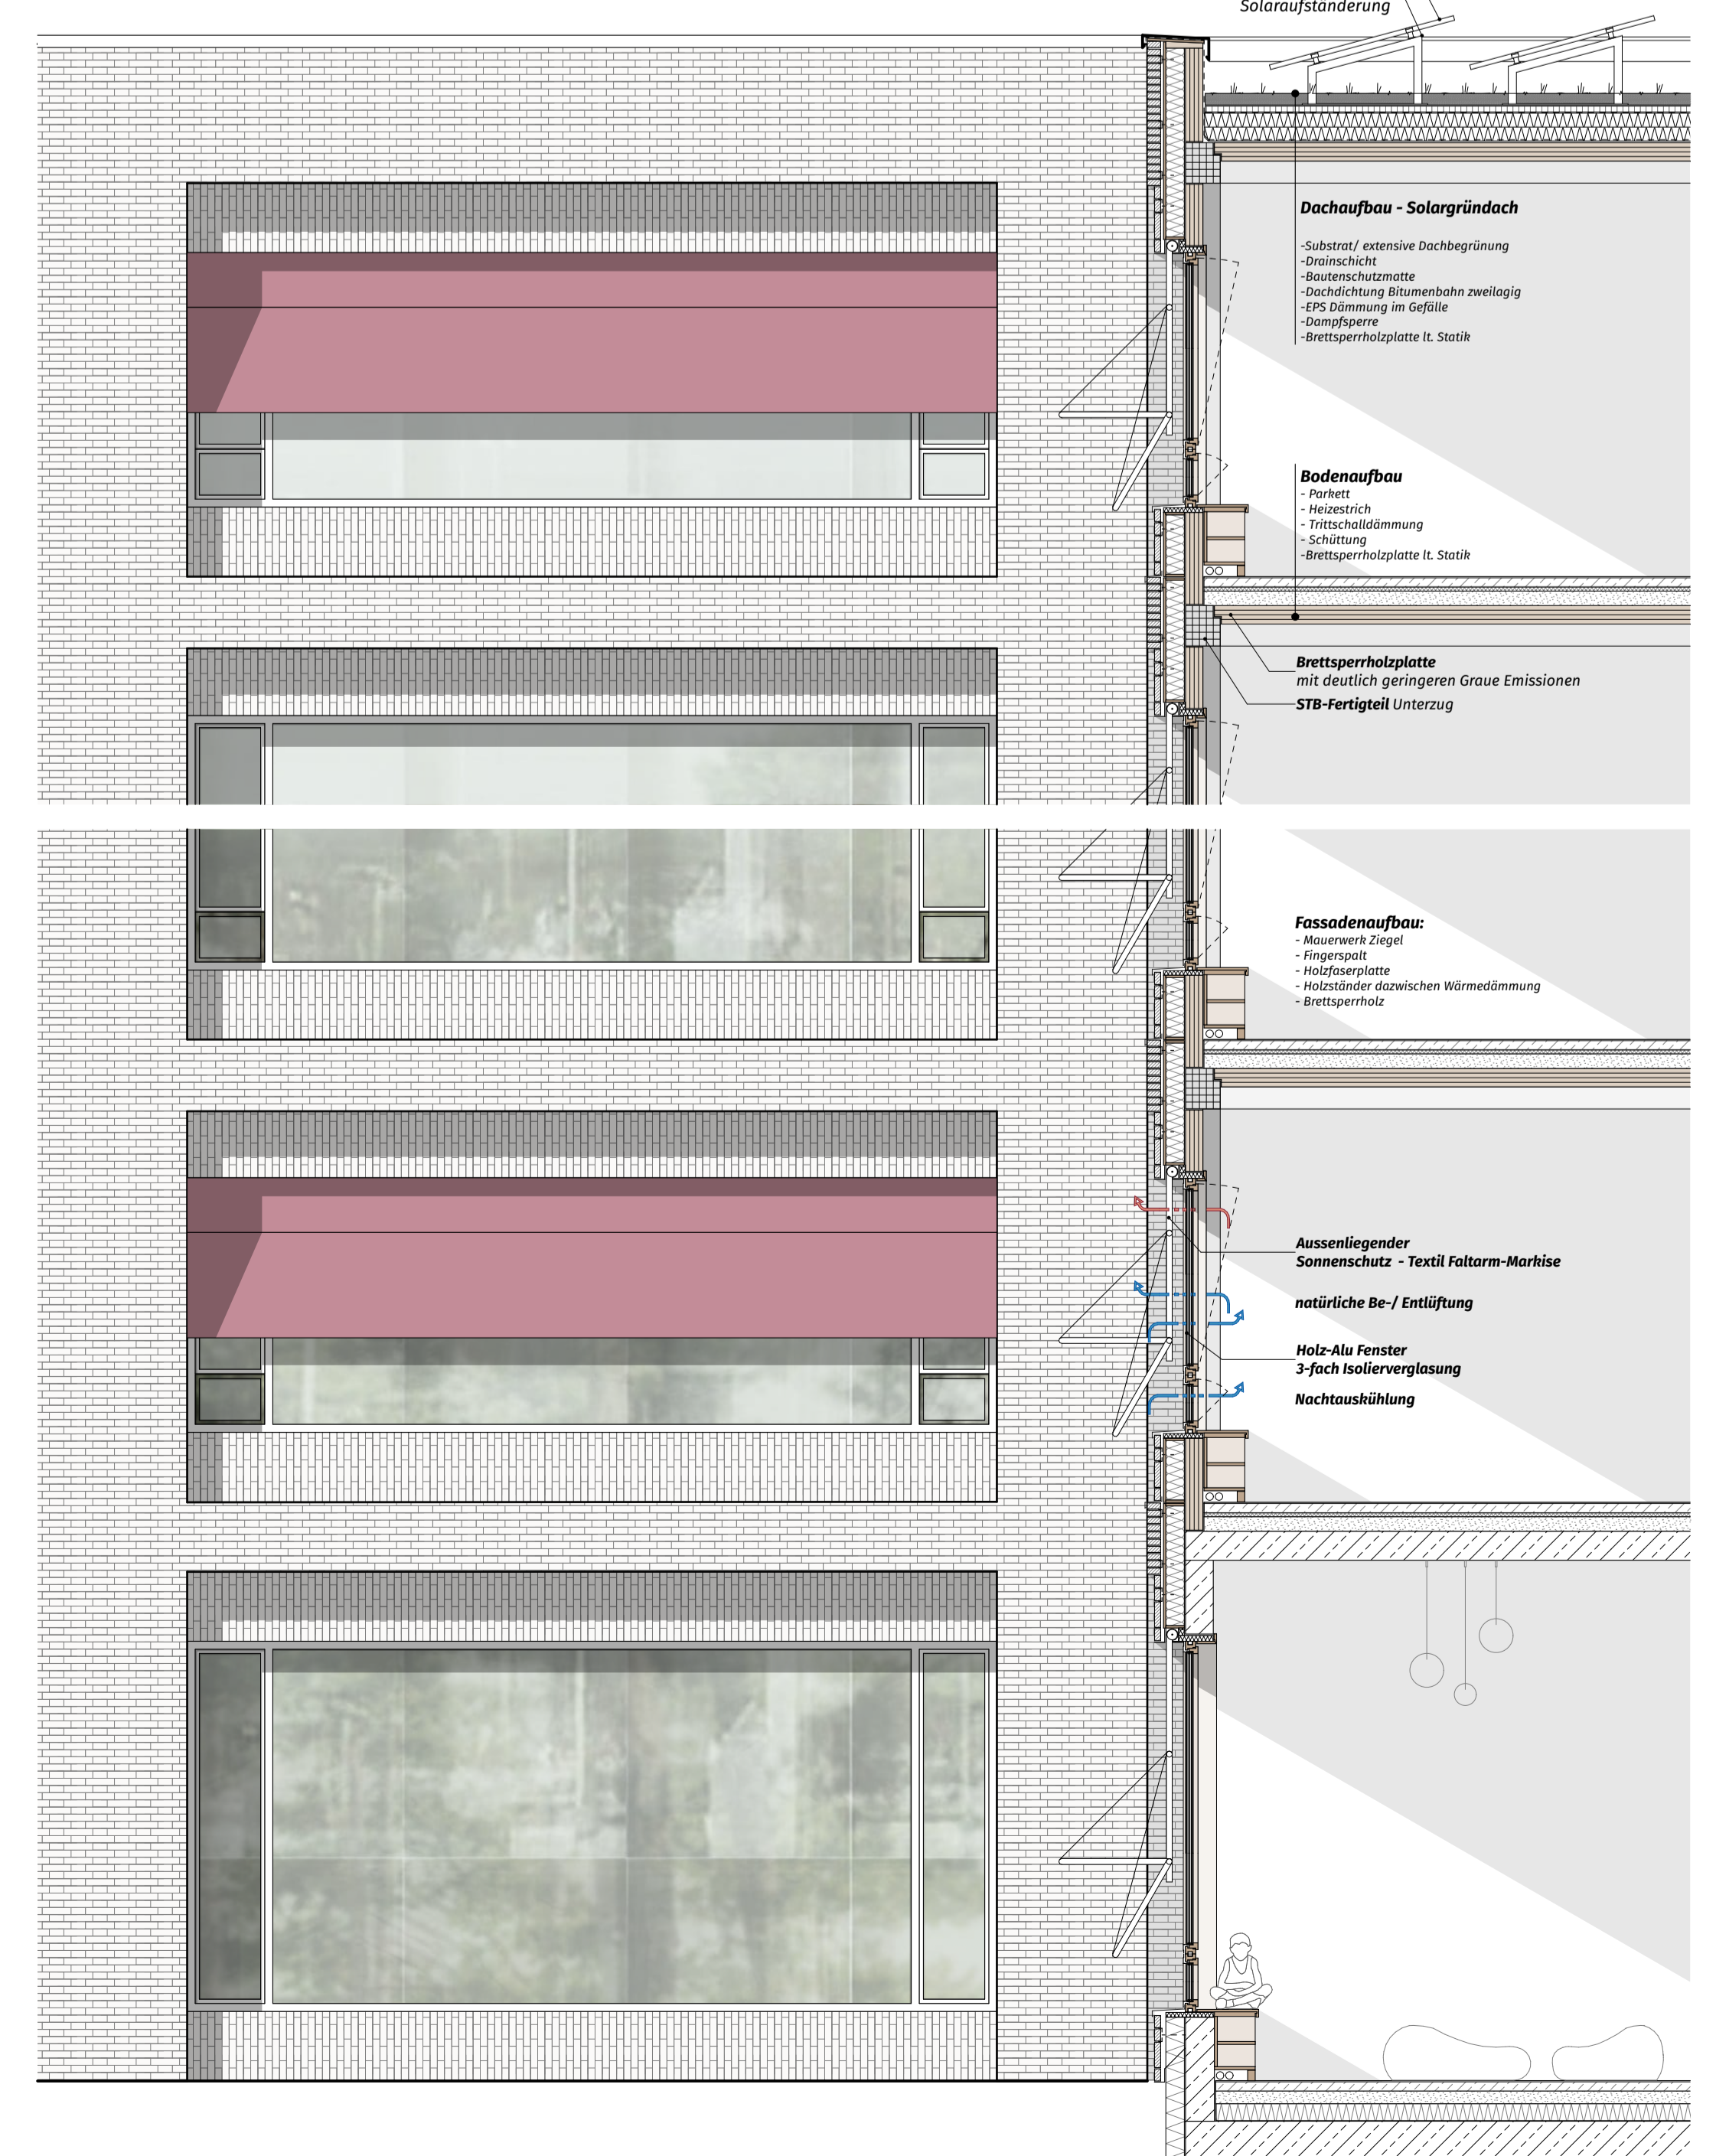 Solaraufständerung
Dachaufbau - Solargründach
-Substrat/ extensive Dachbegrünung
-Drainschicht
-Bautenschutzmatte
-Dachdichtung Bitumenbahn zweilagig
-EPS Dämmung im Gefälle
-Dampfsperre
-Brettsperrholzplatte lt. Statik
Bodenaufbau
- Parkett
- Heizestrich
- Trittschalldämmung
- Schüttung
-Brettsperrholzplatte lt. Statik
Brettsperrholzplatte
mit deutlich geringeren Graue Emissionen
STB-Fertigteil Unterzug
Fassadenaufbau:
- Mauerwerk Ziegel
- Fingerspalt
- Holzfaserplatte
- Holzständer dazwischen Wärmedämmung
- Brettsperrholz
Aussenliegender
Sonnenschutz - Textil Faltarm-Markise
natürliche Be-/ Entlüftung
Holz-Alu Fenster
3-fach Isolierverglasung
Nachtauskühlung